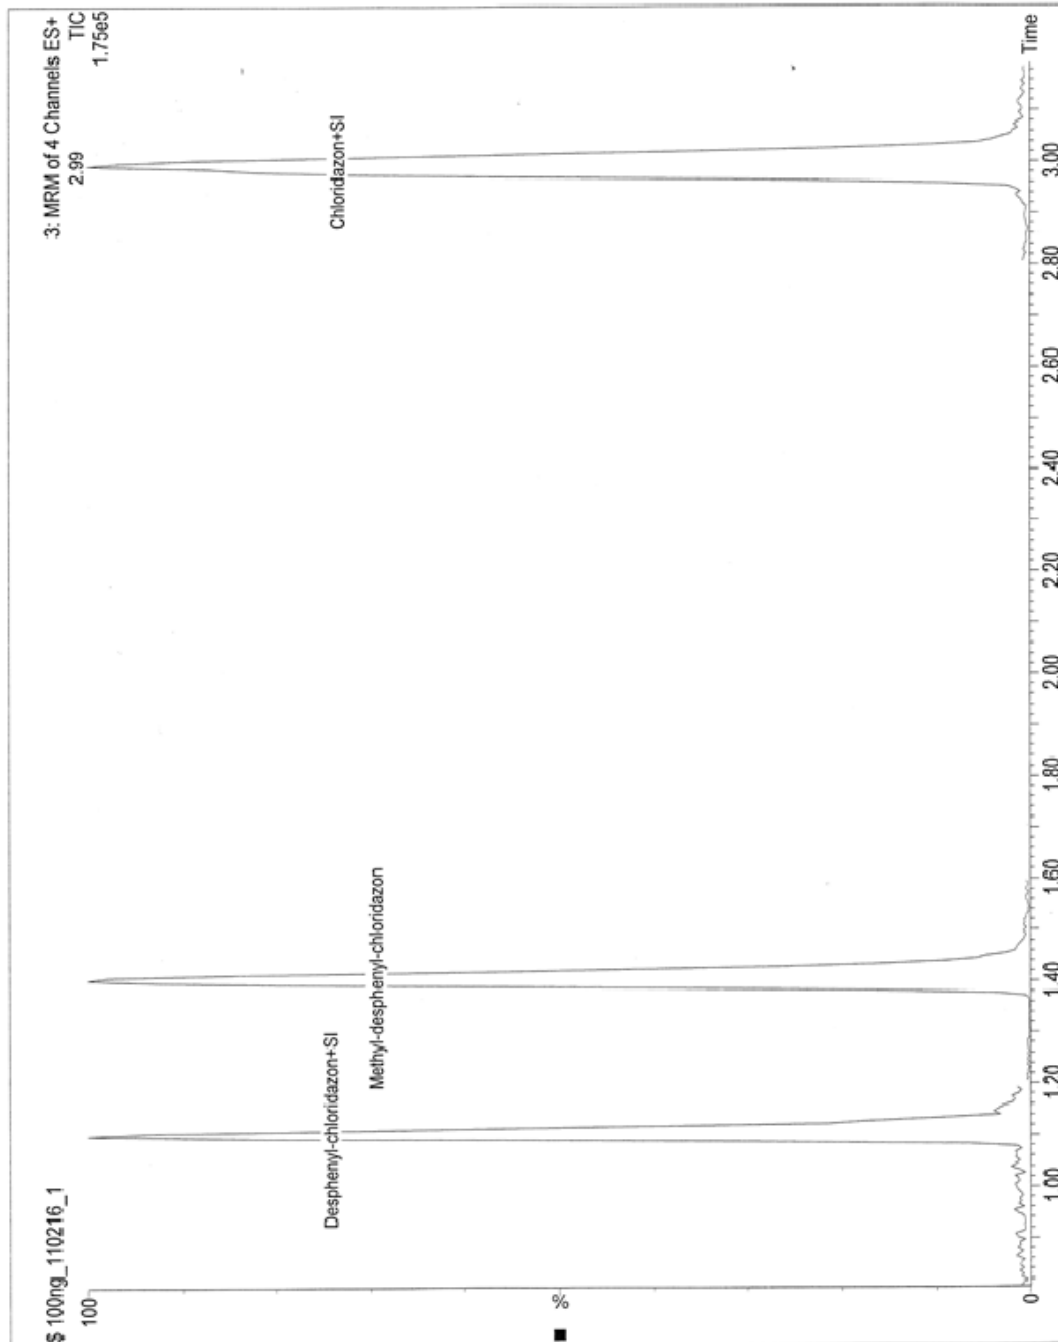 $ 100ng_110216_1
3: MRM of 4 Channels ES+
TIC
1.75e5
2.99
100
%
0
Desphenyl-chloridazon+SI
Methyl-desphenyl-chloridazon
Chloridazon+SI
1.00
1.20
1.40
1.60
1.80
2.00
2.20
2.40
2.60
2.80
3.00
Time